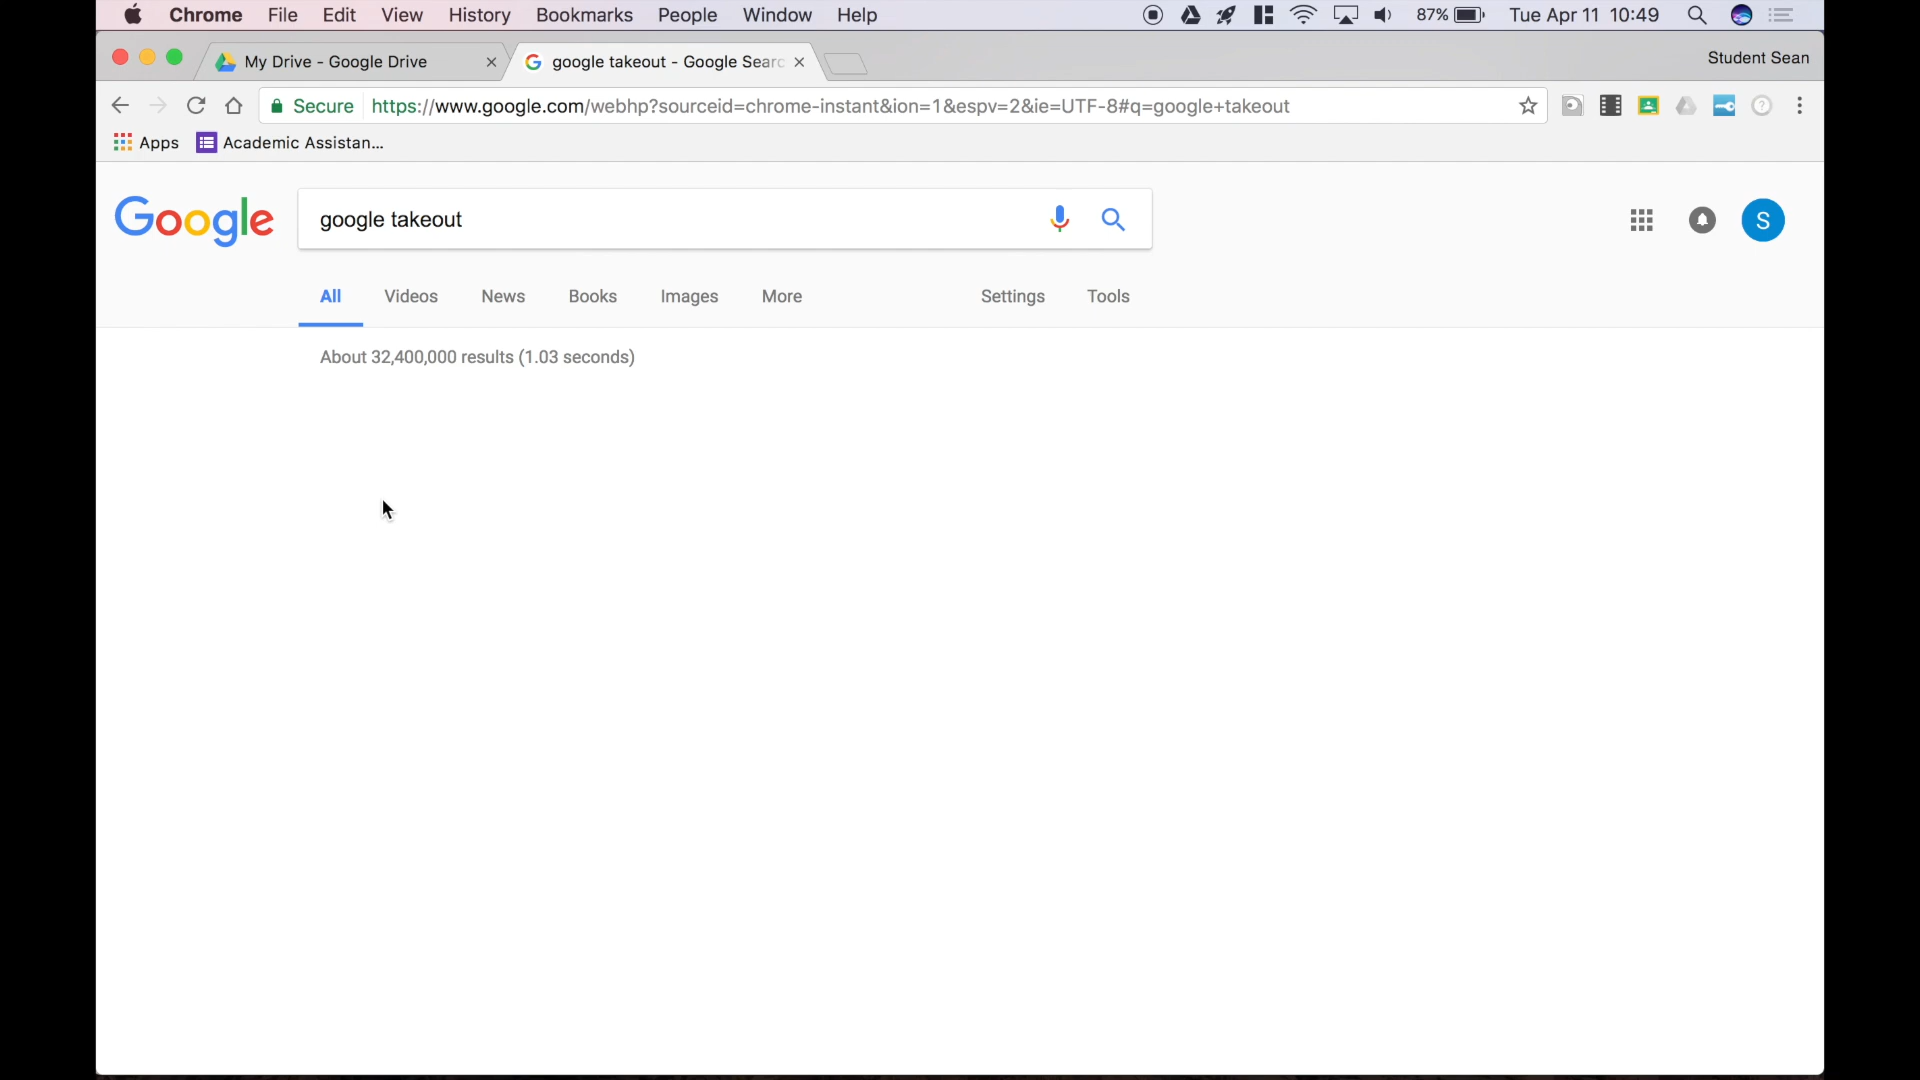 Chrome File Edit View History Bookmarks People Window Help 87% Tue Apr 11 10:49
My Drive - Google Drive google takeout - Google Searc Student Sean
Secure https://www.google.com/webhp?sourceid=chrome-instant&ion=1&espv=2&ie=UTF-8#q=google+takeout
Apps Academic Assistan...
Google google takeout S
All Videos News Books Images More Settings Tools
About 32,400,000 results (1.03 seconds)